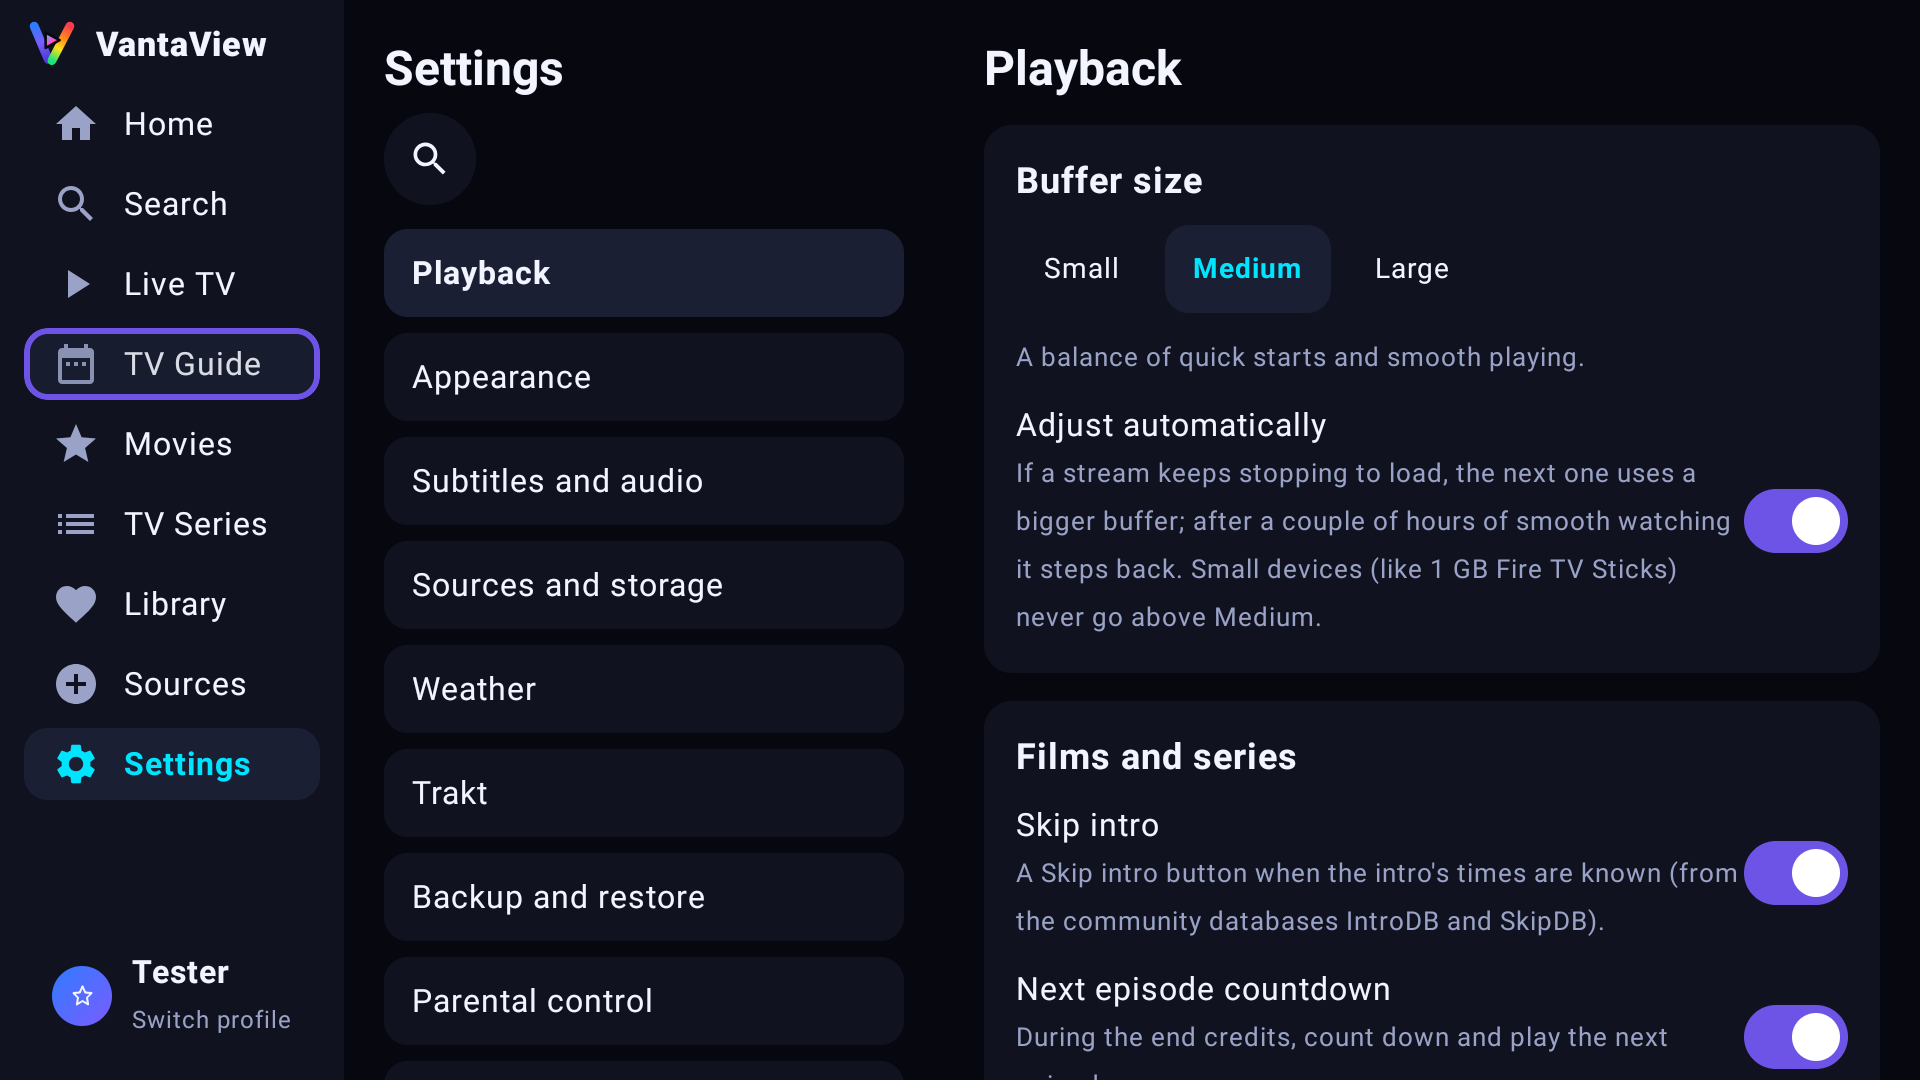 VantaView
Home
Search
Live TV
TV Guide
Movies
TV Series
Library
Sources
Settings
Tester
Switch profile
Settings
Playback
Appearance
Subtitles and audio
Sources and storage
Weather
Trakt
Backup and restore
Parental control
Playback
Buffer size
Small
Medium
Large
A balance of quick starts and smooth playing.
Adjust automatically
If a stream keeps stopping to load, the next one uses a
bigger buffer; after a couple of hours of smooth watching
it steps back. Small devices (like 1 GB Fire TV Sticks)
never go above Medium.
Films and series
Skip intro
A Skip intro button when the intro's times are known (from
the community databases IntroDB and SkipDB).
Next episode countdown
During the end credits, count down and play the next